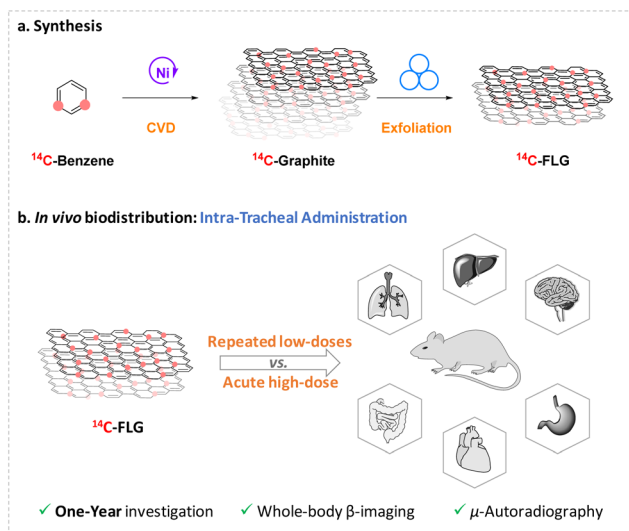 a. Synthesis
Ni
CVD
Exfoliation
¹⁴C-Benzene
¹⁴C-Graphite
¹⁴C-FLG
b. In vivo biodistribution: Intra-Tracheal Administration
Repeated low-doses
vs.
Acute high-dose
¹⁴C-FLG
✓ One-Year investigation
✓ Whole-body β-imaging
✓ μ-Autoradiography